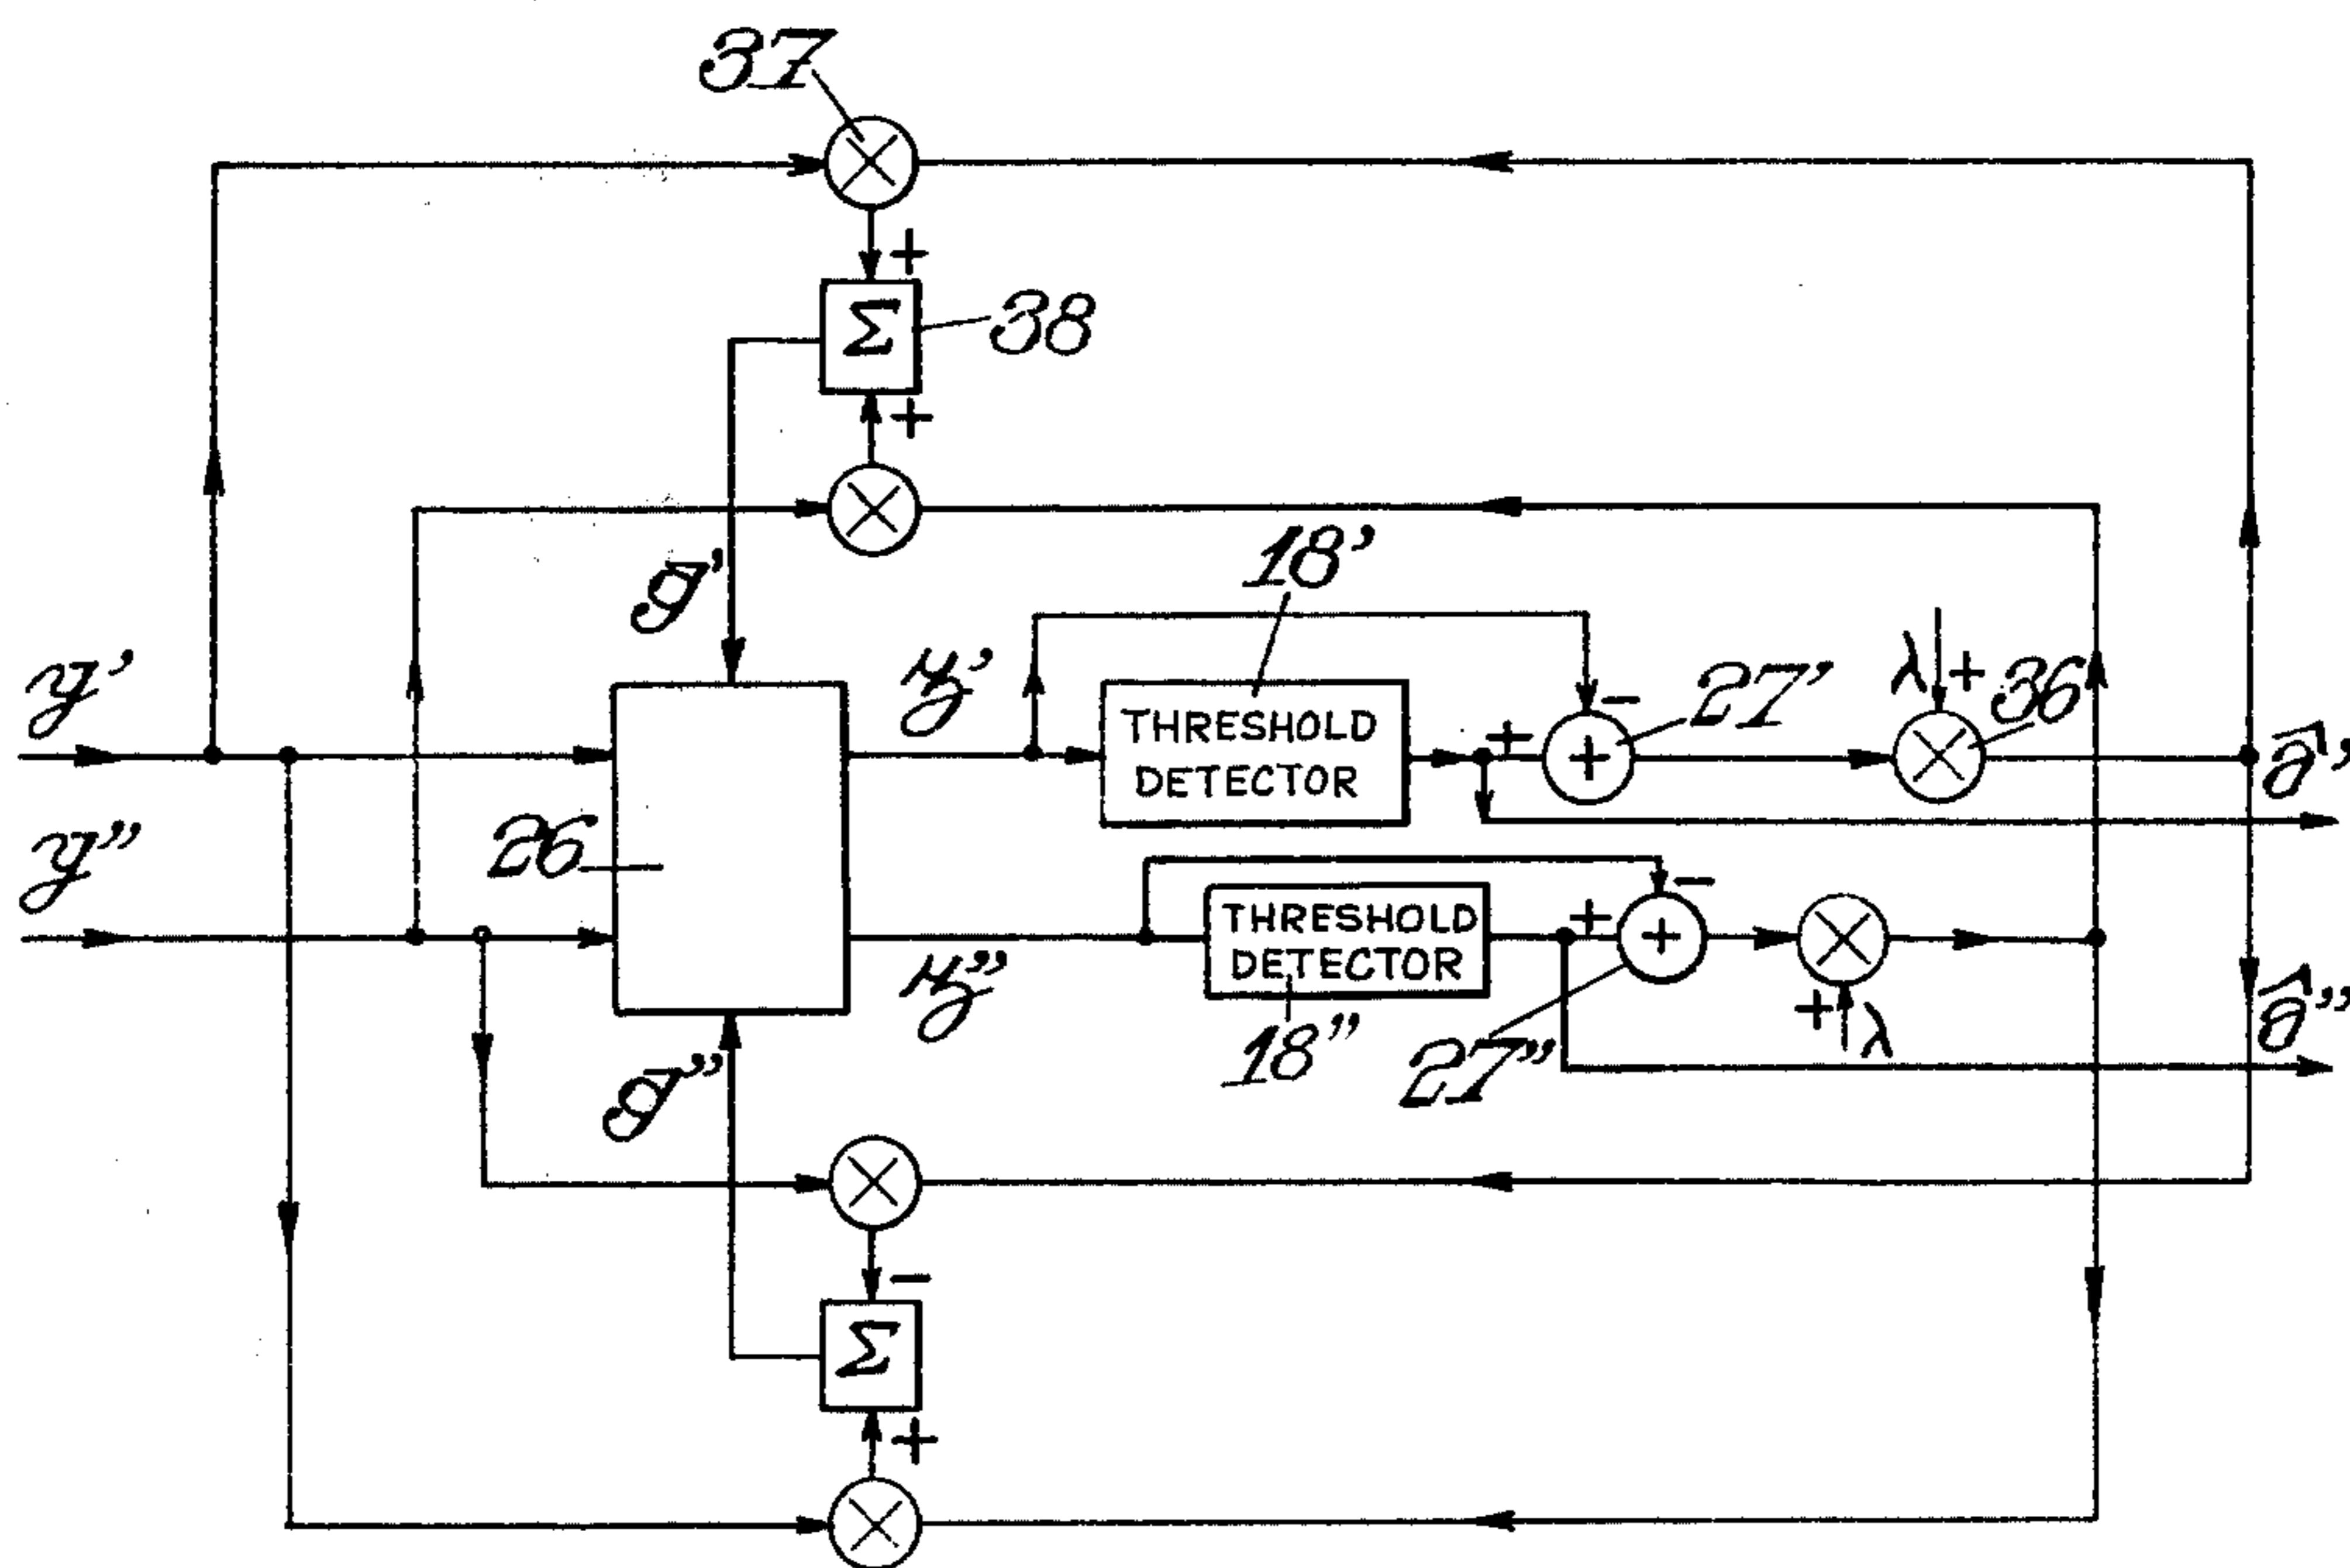 37
+
Σ
38
+
g'
18'
y'
z'
THRESHOLD
DETECTOR
+
-
+
27'
λ
+
36
â'
y"
26
z"
THRESHOLD
DETECTOR
18"
+
-
+
27"
+
λ
â"
g"
-
Σ
+